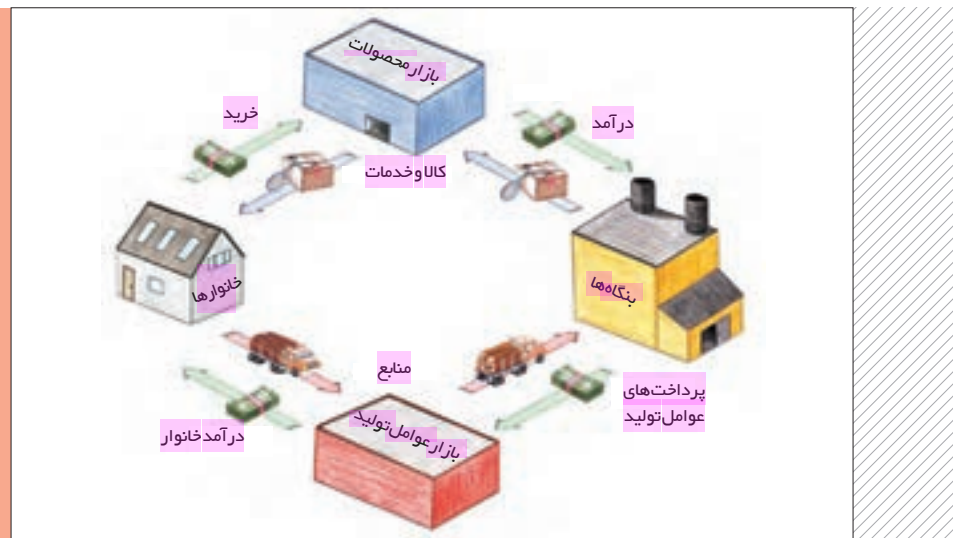 بازار محصولات
خرید
درآمد
کالا و خدمات
خانوارها
بنگاه‌ها
منابع
پرداخت‌های
عوامل تولید
بازار عوامل تولید
درآمد خانوار